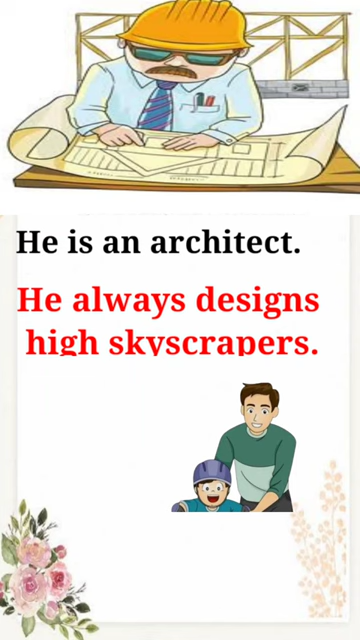 He is an architect.
He always designs
high skyscrapers.